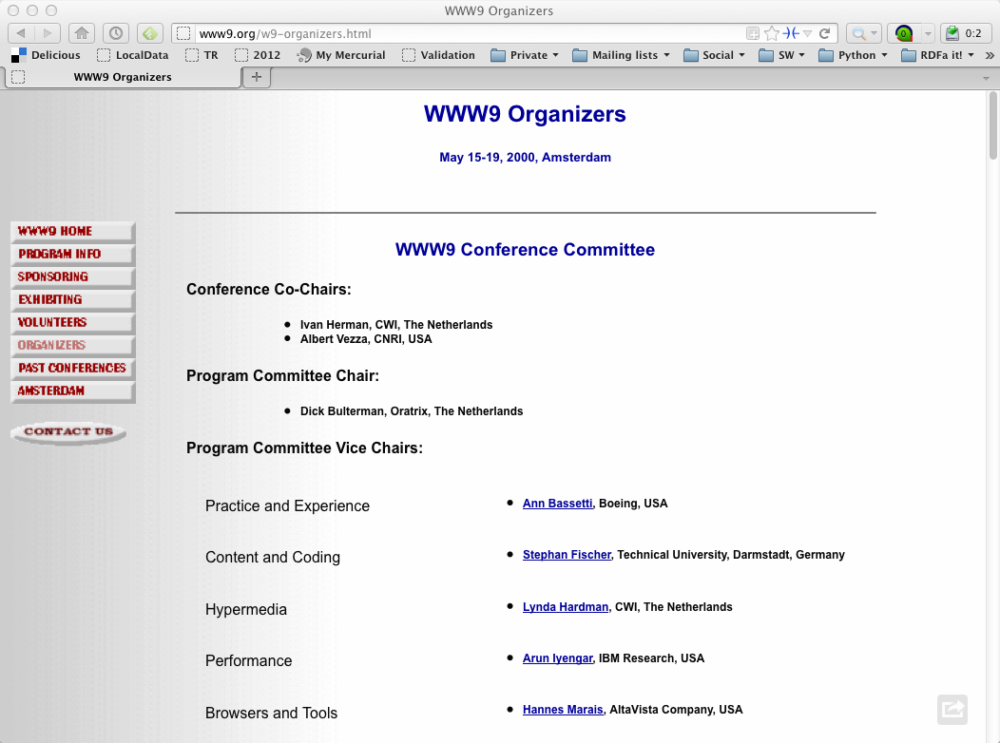 WWW9 Organizers
www9.org/w9-organizers.html
0
0:2
Delicious LocalData TR 2012 My Mercurial Validation Private Mailing lists Social SW Python RDFa it! »
WWW9 Organizers +
WWW9 Organizers
May 15-19, 2000, Amsterdam
WWW9 HOME
PROGRAM INFO
SPONSORING
EXHIBITING
VOLUNTEERS
ORGANIZERS
PAST CONFERENCES
AMSTERDAM
CONTACT US
WWW9 Conference Committee
Conference Co-Chairs:
• Ivan Herman, CWI, The Netherlands
• Albert Vezza, CNRI, USA
Program Committee Chair:
• Dick Bulterman, Oratrix, The Netherlands
Program Committee Vice Chairs:
Practice and Experience • Ann Bassetti, Boeing, USA
Content and Coding • Stephan Fischer, Technical University, Darmstadt, Germany
Hypermedia • Lynda Hardman, CWI, The Netherlands
Performance • Arun Iyengar, IBM Research, USA
Browsers and Tools • Hannes Marais, AltaVista Company, USA